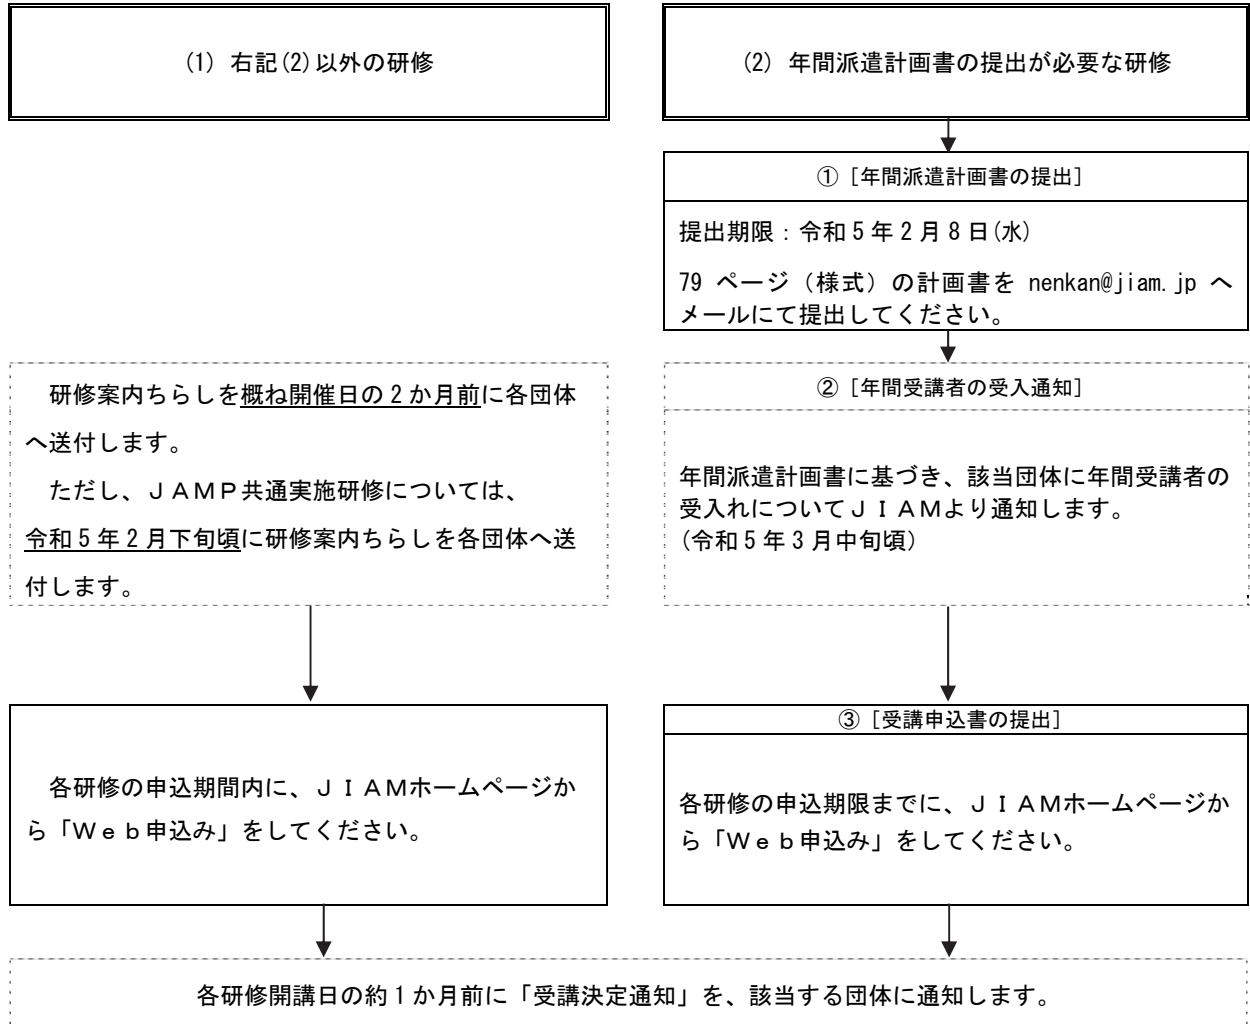 (1) 右記(2)以外の研修
(2) 年間派遣計画書の提出が必要な研修
①［年間派遣計画書の提出］
提出期限：令和５年２月８日(水)
79 ページ（様式）の計画書を nenkan@jiam.jp へ
メールにて提出してください。
研修案内ちらしを概ね開催日の２か月前に各団体
へ送付します。
ただし、ＪＡＭＰ共通実施研修については、
令和５年２月下旬頃に研修案内ちらしを各団体へ送
付します。
②［年間受講者の受入通知］
年間派遣計画書に基づき、該当団体に年間受講者の
受入れについてＪＩＡＭより通知します。
(令和５年３月中旬頃)
各研修の申込期間内に、ＪＩＡＭホームページか
ら「Ｗｅｂ申込み」をしてください。
③［受講申込書の提出］
各研修の申込期限までに、ＪＩＡＭホームページか
ら「Ｗｅｂ申込み」をしてください。
各研修開講日の約１か月前に「受講決定通知」を、該当する団体に通知します。